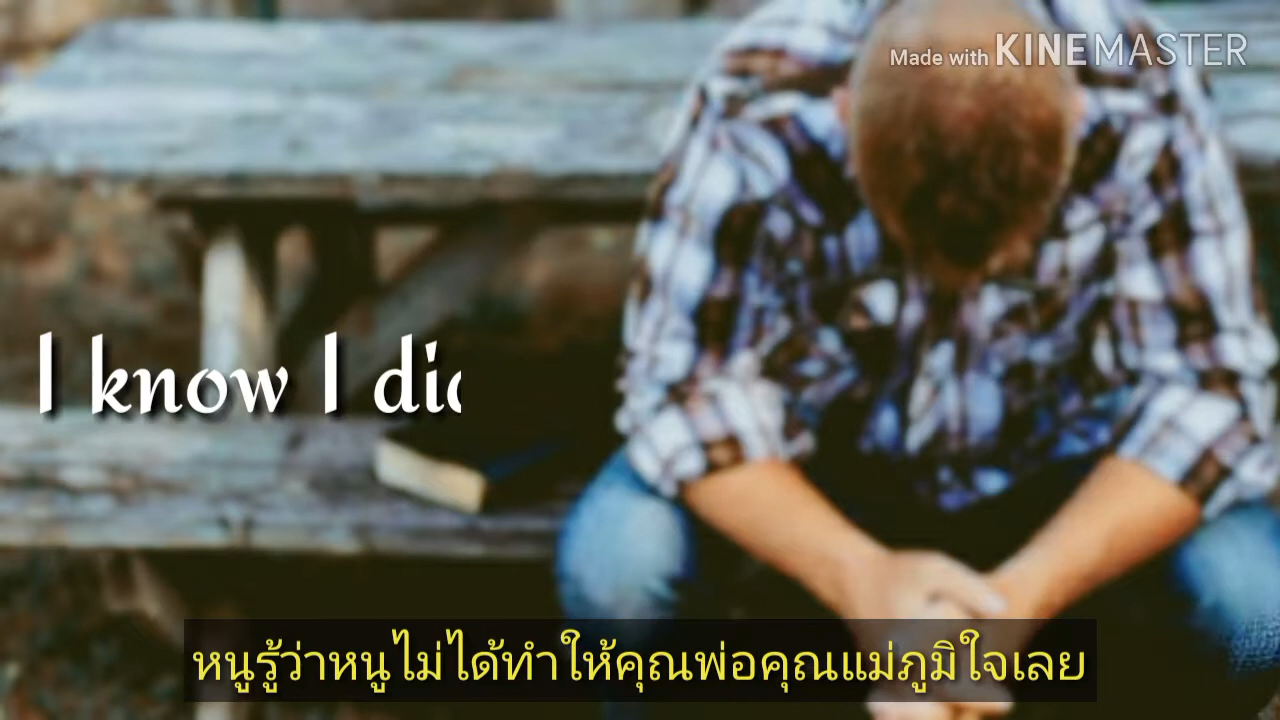 Made with KINEMASTER
I know I
หนูรู้ว่าหนูไม่ได้ทำให้คุณพ่อคุณแม่ภูมิใจเลย